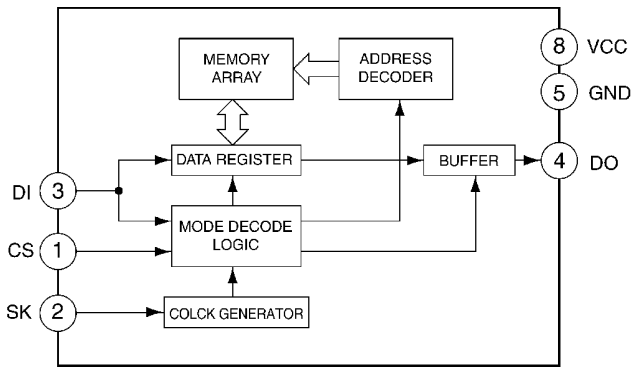 MEMORY
ARRAY
ADDRESS
DECODER
8 VCC
5 GND
DATA REGISTER
BUFFER
4 DO
DI 3
MODE DECODE
LOGIC
CS 1
SK 2
COLCK GENERATOR